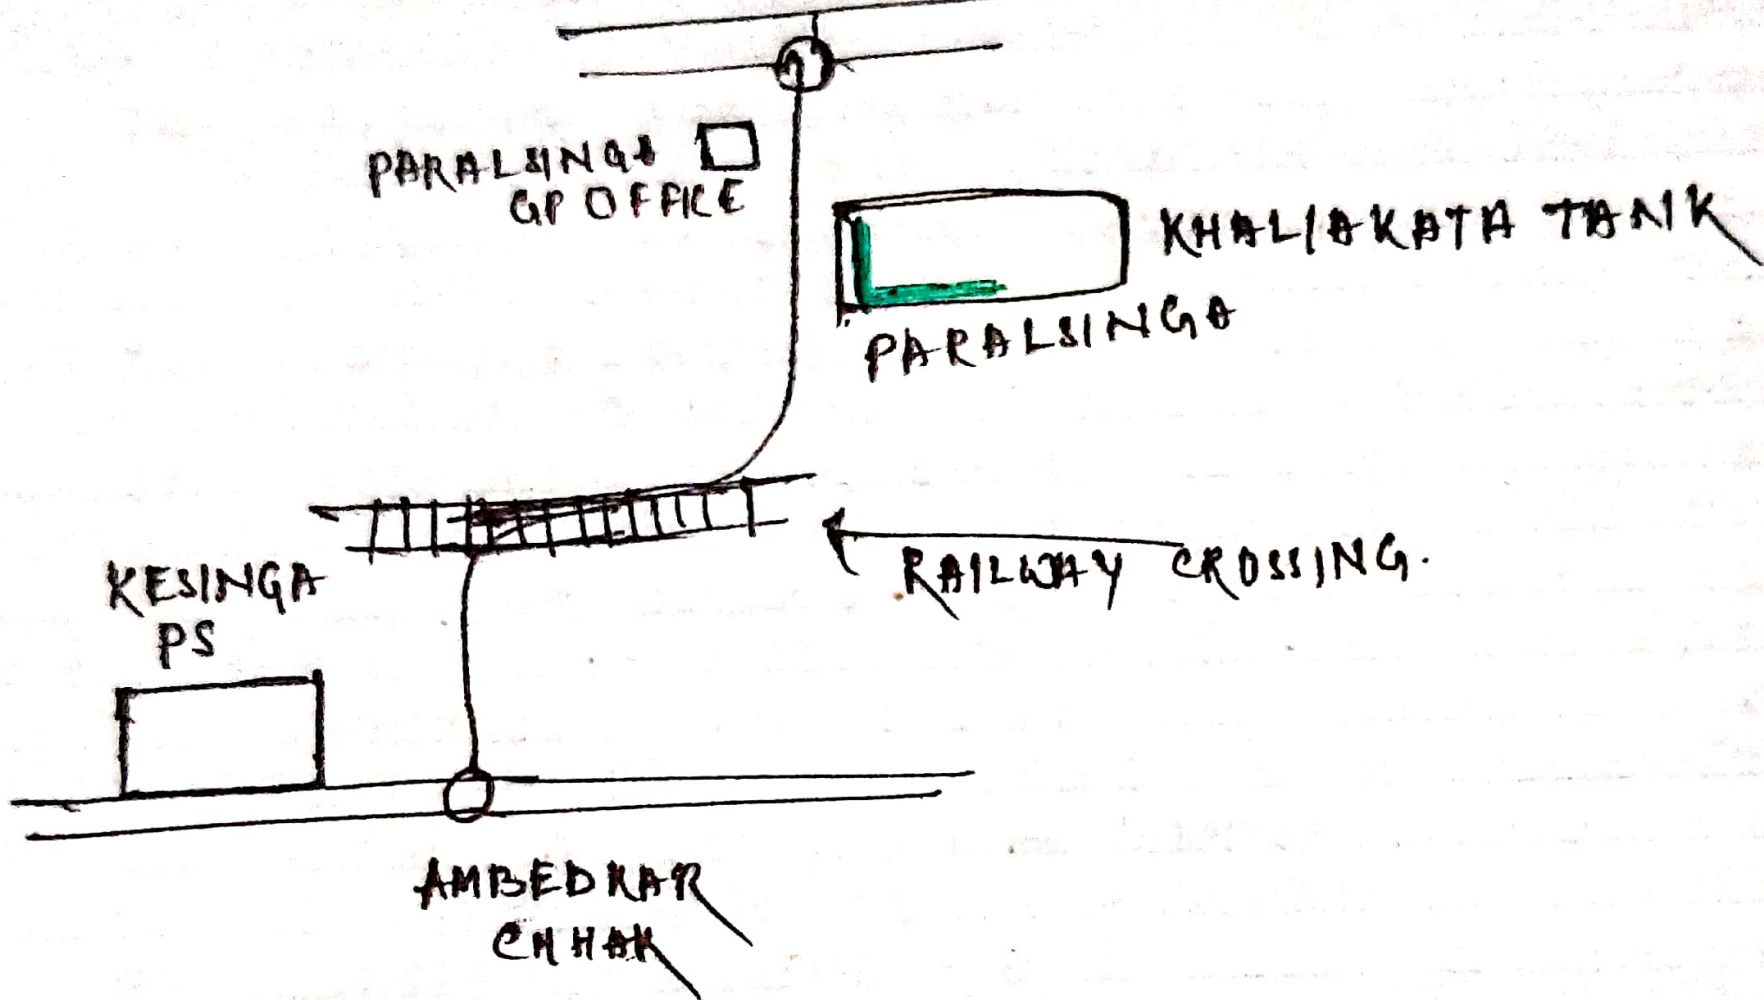 PARALSINGA
GP OFFICE
KHALIAKATA TANK
PARALSINGA
RAILWAY CROSSING.
KESINGA
PS
AMBEDKAR
CHHAK